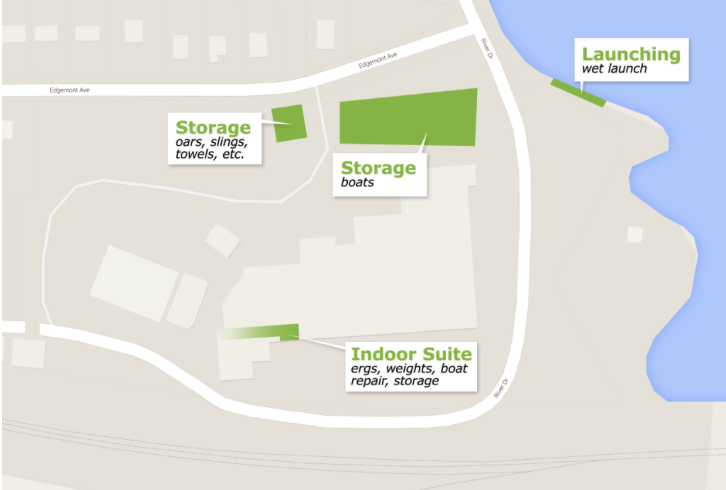 Edgemont Ave
River Dr
Launching
wet launch
Edgemont Ave
Storage
oars, slings,
towels, etc.
Storage
boats
Indoor Suite
ergs, weights, boat
repair, storage
River Dr